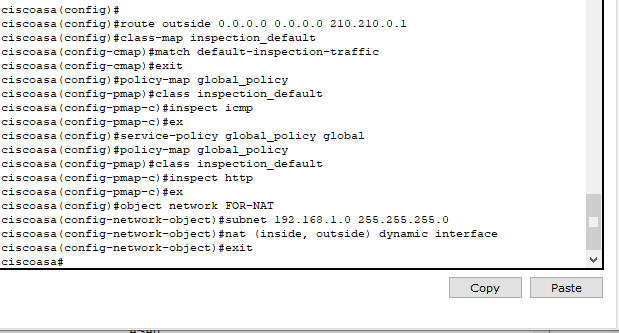 ciscoasa(config)#
ciscoasa(config)#route outside 0.0.0.0 0.0.0.0 210.210.0.1
ciscoasa(config)#class-map inspection_default
ciscoasa(config-cmap)#match default-inspection-traffic
ciscoasa(config-cmap)#exit
ciscoasa(config)#policy-map global_policy
ciscoasa(config-pmap)#class inspection_default
ciscoasa(config-pmap-c)#inspect icmp
ciscoasa(config-pmap-c)#ex
ciscoasa(config)#service-policy global_policy global
ciscoasa(config)#policy-map global_policy
ciscoasa(config-pmap)#class inspection_default
ciscoasa(config-pmap-c)#inspect http
ciscoasa(config-pmap-c)#ex
ciscoasa(config)#object network FOR-NAT
ciscoasa(config-network-object)#subnet 192.168.1.0 255.255.255.0
ciscoasa(config-network-object)#nat (inside, outside) dynamic interface
ciscoasa(config-network-object)#exit
ciscoasa#
Copy
Paste